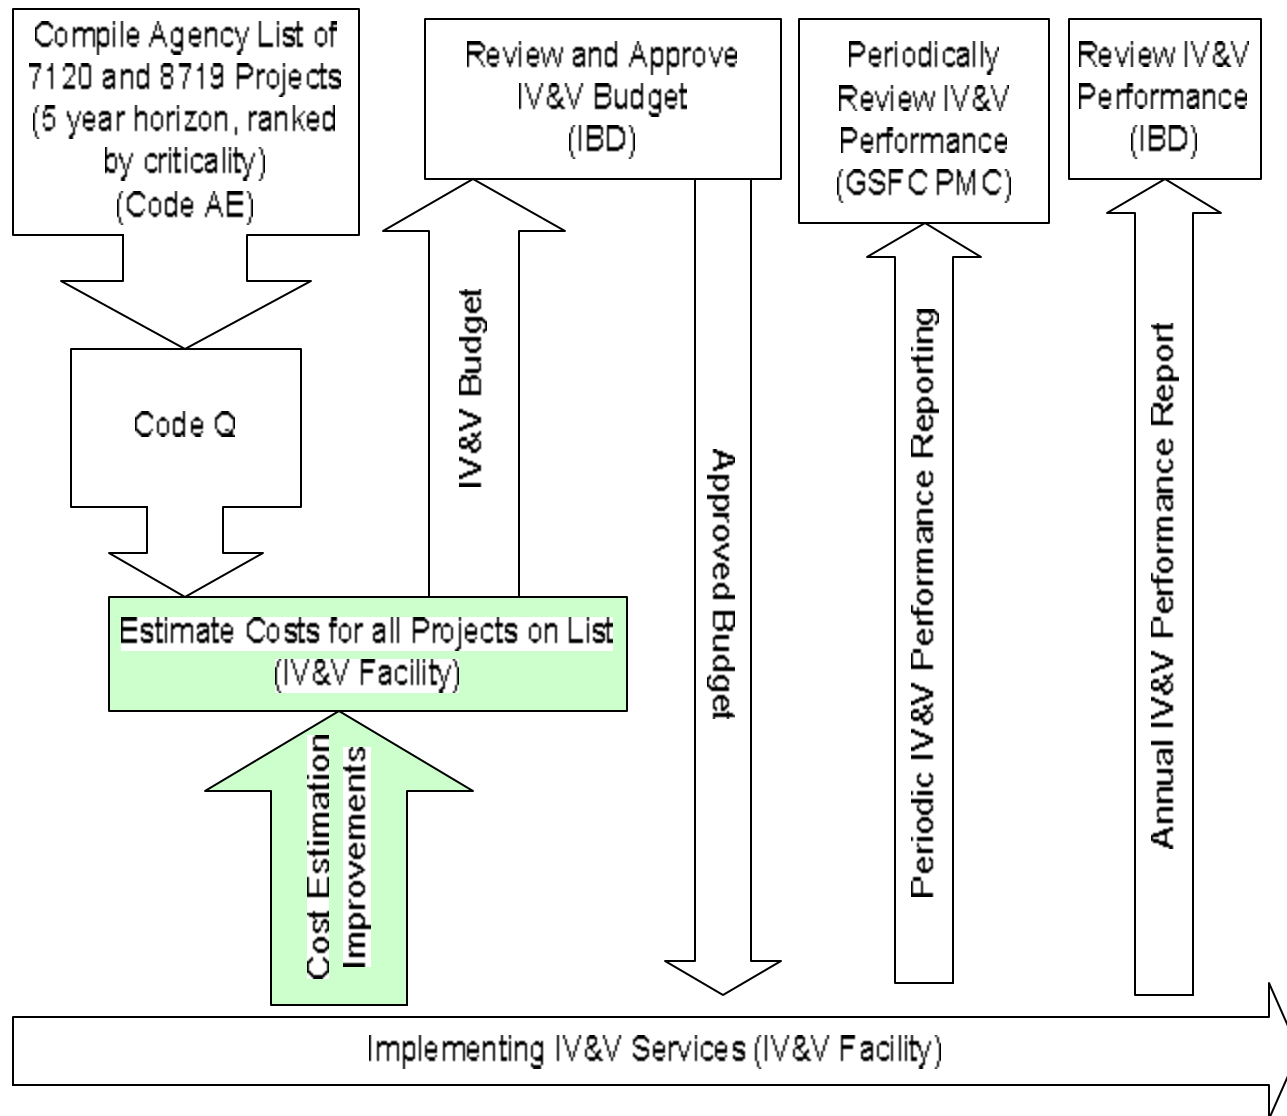 Compile Agency List of
7120 and 8719 Projects
(5 year horizon, ranked
by criticality)
(Code AE)
Review and Approve
IV&V Budget
(IBD)
Periodically
Review IV&V
Performance
(GSFC PMC)
Review IV&V
Performance
(IBD)
Code Q
IV&V Budget
Approved Budget
Periodic IV&V Performance Reporting
Annual IV&V Performance Report
Estimate Costs for all Projects on List
(IV&V Facility)
Cost Estimation
Improvements
Implementing IV&V Services (IV&V Facility)